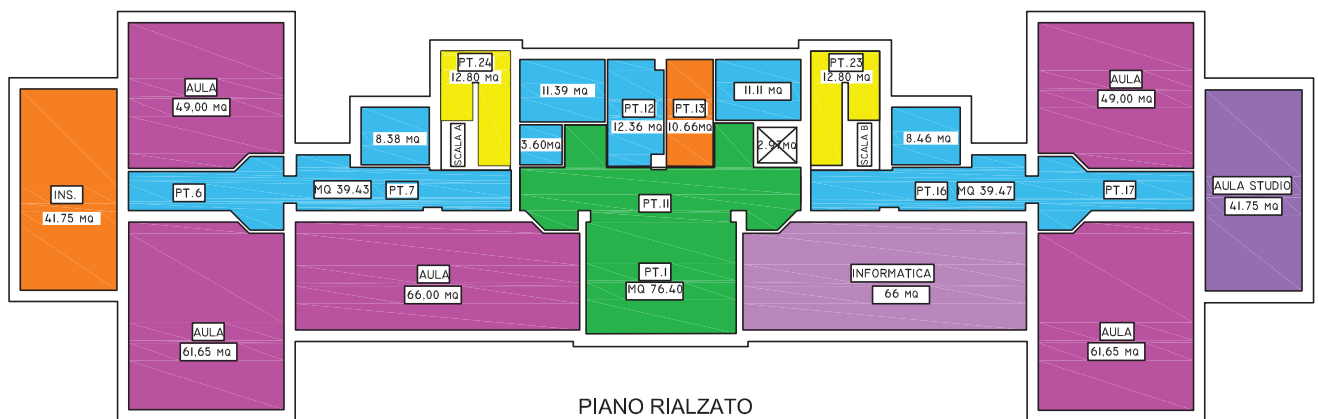 AULA
49,00 MQ
PT.24
12.80 MQ
SCALA A
11.39 MQ
PT.12
12.36 MQ
PT.13
10.66MQ
11.11 MQ
PT.23
12.80 MQ
SCALA B
AULA
49,00 MQ
8.38 MQ
3.60MQ
2.97MQ
8.46 MQ
INS.
41.75 MQ
PT.6
MQ 39.43
PT.7
PT.11
PT.16
MQ 39.47
PT.17
AULA STUDIO
41.75 MQ
AULA
66,00 MQ
PT.1
MQ 76.40
INFORMATICA
66 MQ
AULA
61,65 MQ
AULA
61,65 MQ
PIANO RIALZATO